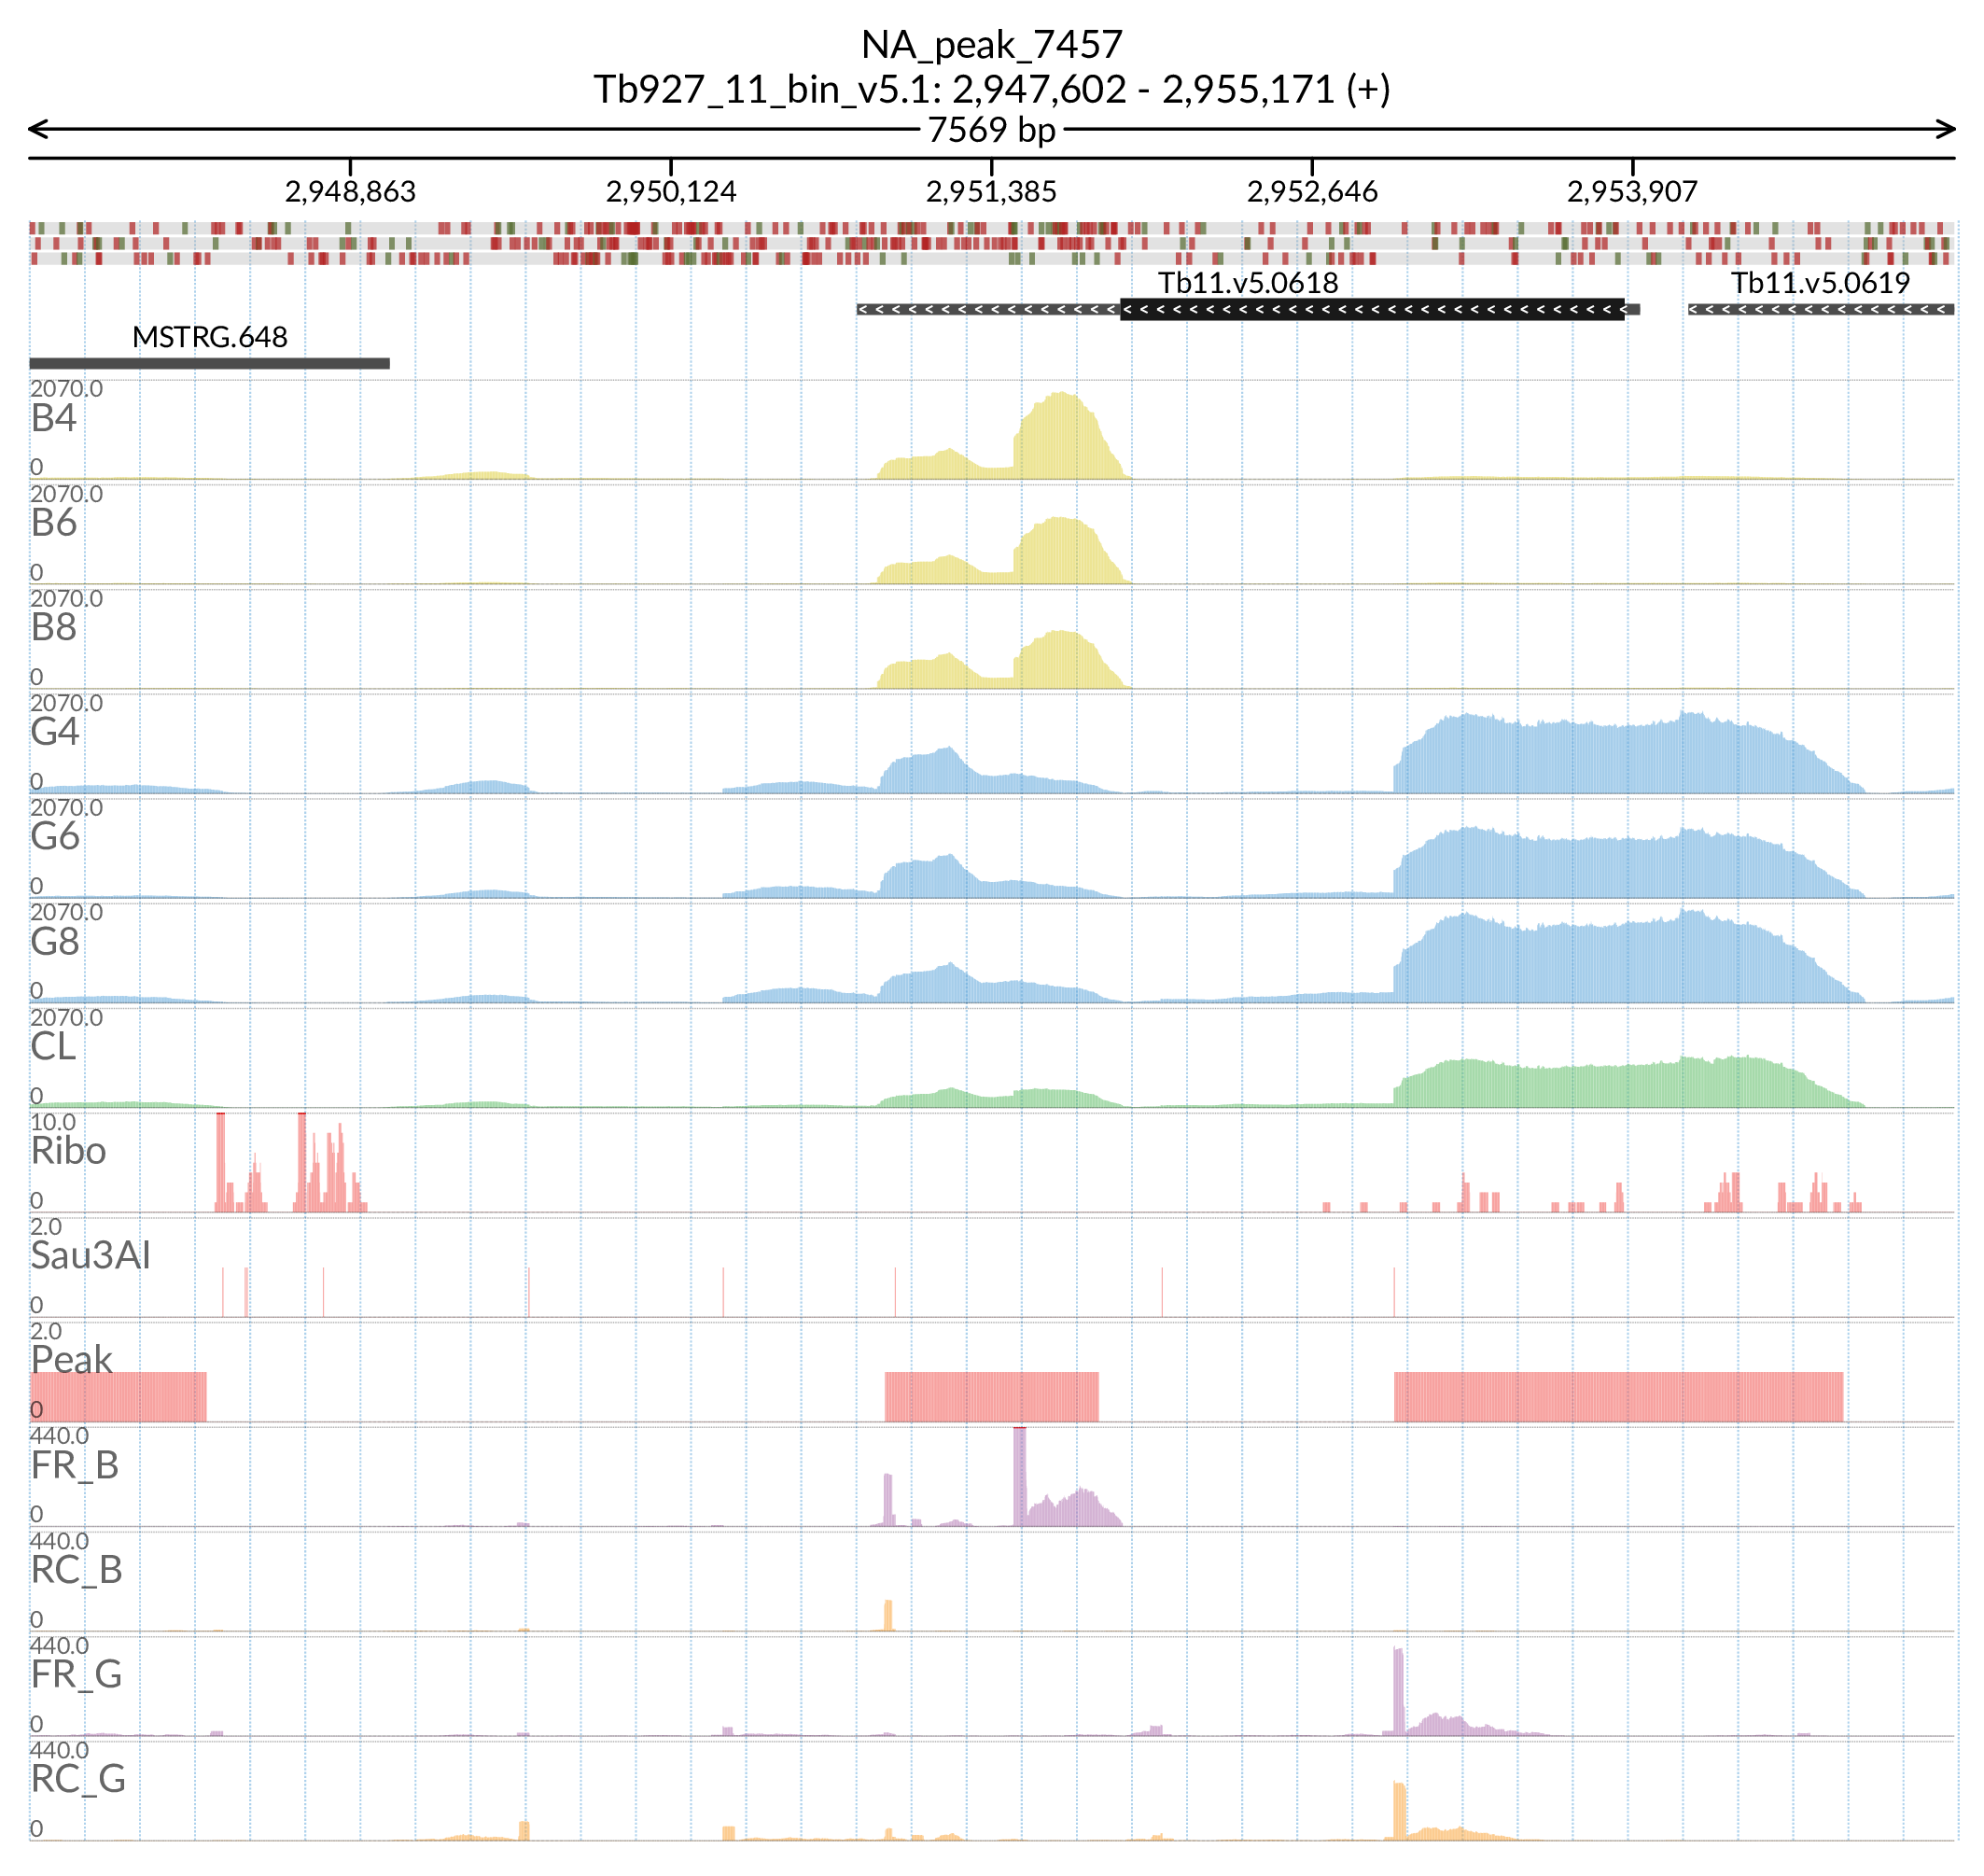 NA_peak_7457
Tb927_11_bin_v5.1: 2,947,602 - 2,955,171 (+)
7569 bp
2,948,863 2,950,124 2,951,385 2,952,646 2,953,907
Tb11.v5.0618 Tb11.v5.0619
MSTRG.648
2070.0
B4
0
2070.0
B6
0
2070.0
B8
0
2070.0
G4
0
2070.0
G6
0
2070.0
G8
0
2070.0
CL
0
10.0
Ribo
0
2.0
Sau3AI
0
2.0
Peak
0
440.0
FR_B
0
440.0
RC_B
0
440.0
FR_G
0
440.0
RC_G
0